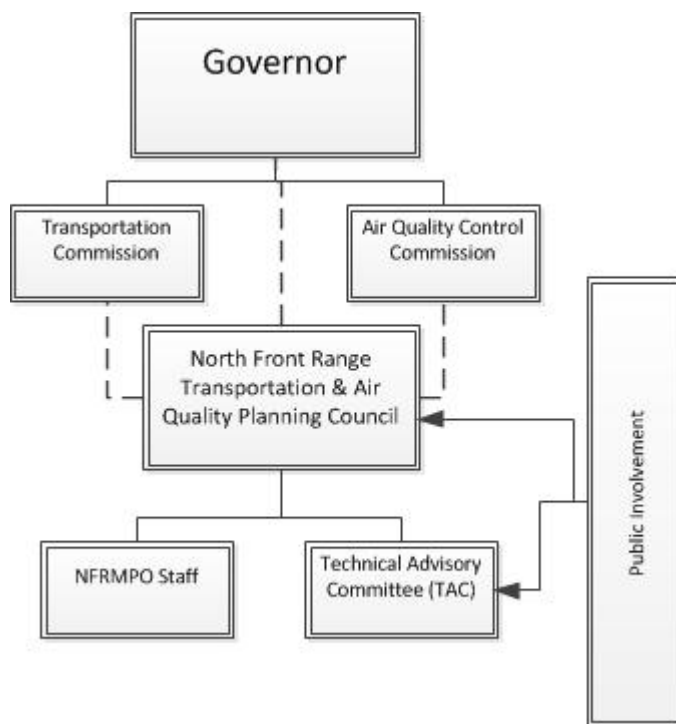 Governor
Transportation
Commission
Air Quality Control
Commission
North Front Range
Transportation & Air
Quality Planning Council
Public Involvement
NFRMPO Staff
Technical Advisory
Committee (TAC)